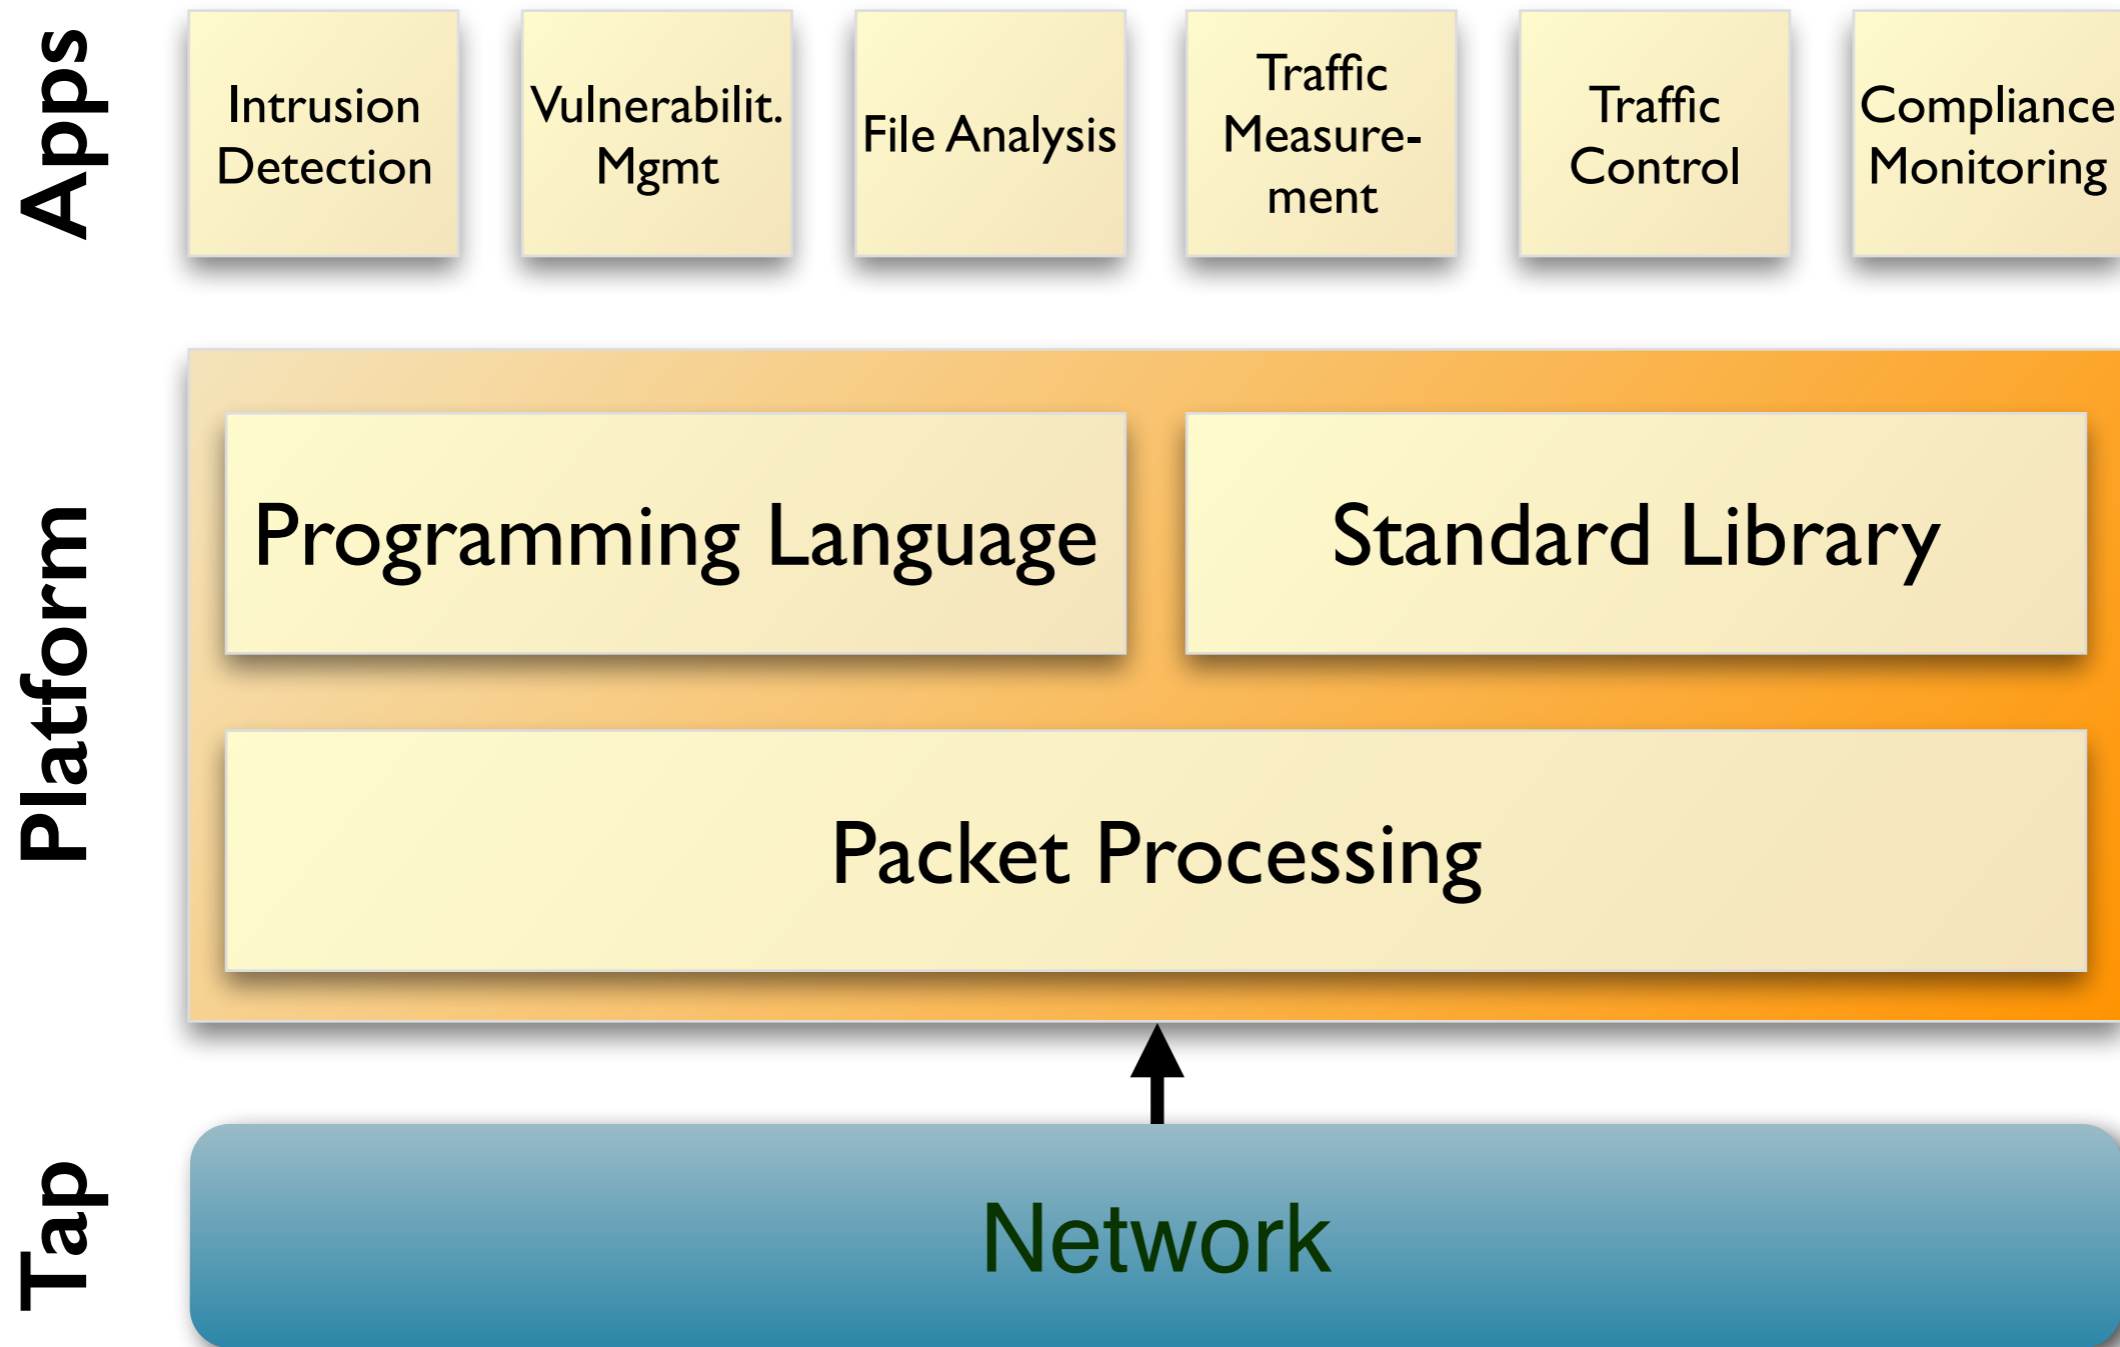 Apps
Intrusion
Detection
Vulnerabilit.
Mgmt
File Analysis
Traffic
Measure-
ment
Traffic
Control
Compliance
Monitoring
Platform
Programming Language
Standard Library
Packet Processing
Tap
Network